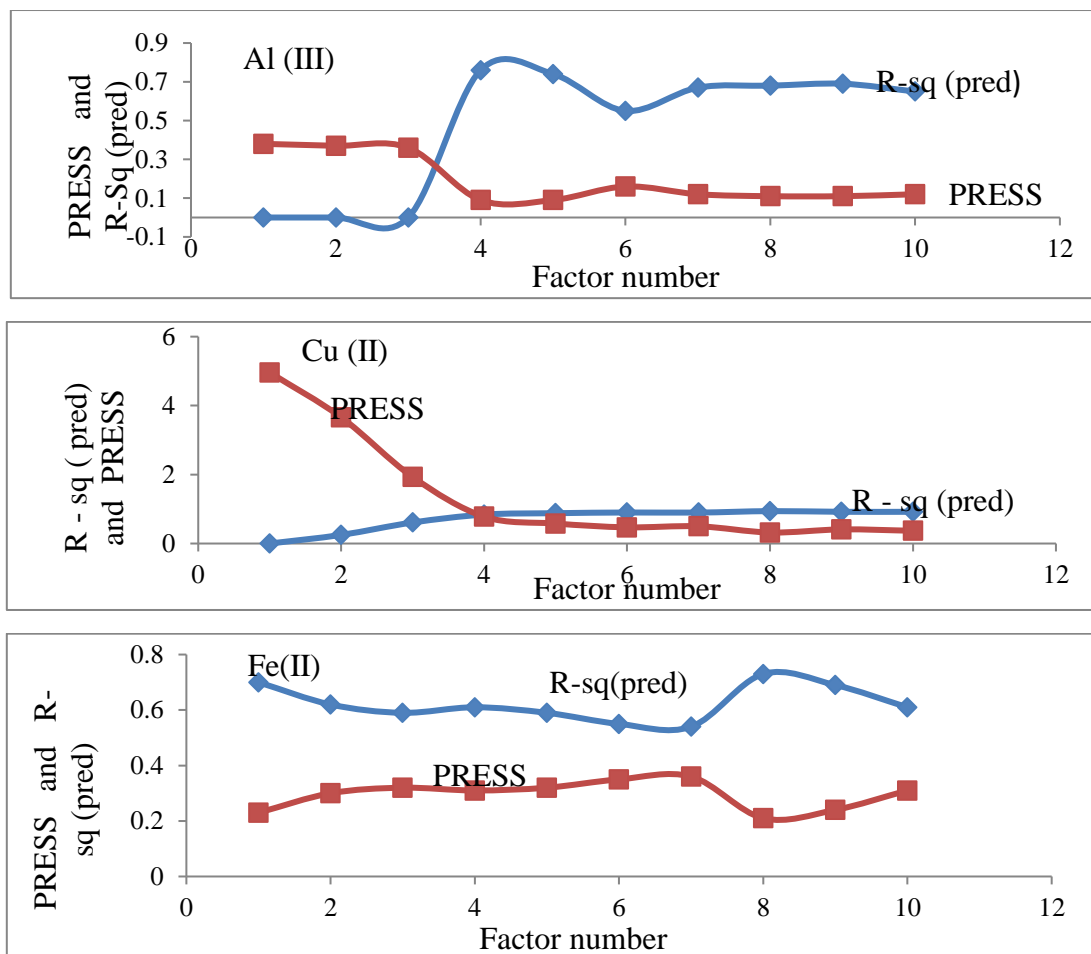 Al (III)
PRESS and
R-Sq (pred)
0.9
0.7
0.5
0.3
0.1
-0.1
R-sq (pred)
PRESS
0 2 4 6 8 10 12
Factor number
Cu (II)
R - sq ( pred)
and PRESS
6
4
2
0
PRESS
R - sq (pred)
0 2 4 6 8 10 12
Factor number
Fe(II)
PRESS and R-
sq (pred)
0.8
0.6
0.4
0.2
0
R-sq(pred)
PRESS
0 2 4 6 8 10 12
Factor number